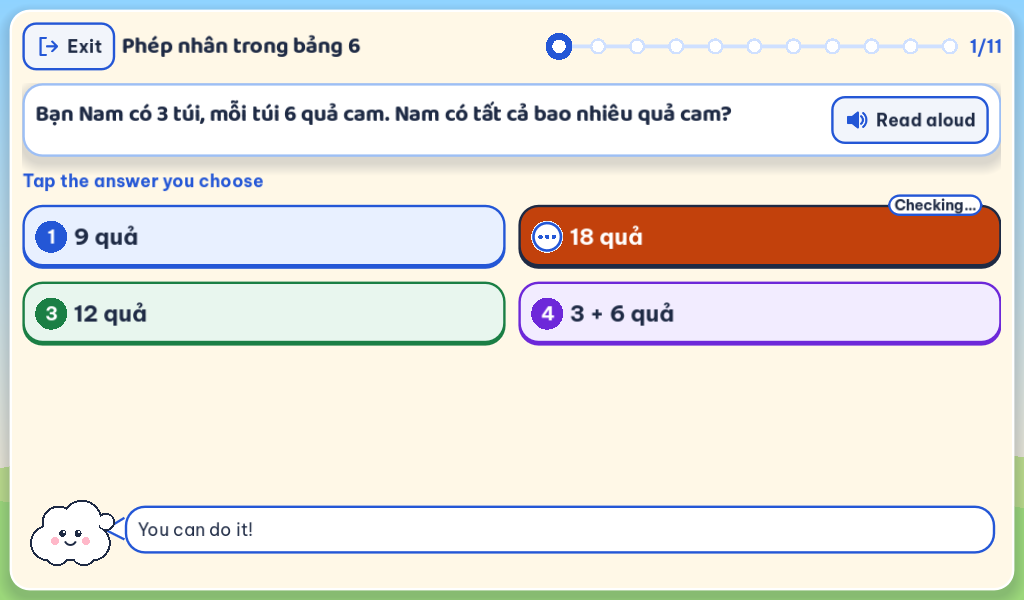 Exit
Phép nhân trong bảng 6
1/11
Bạn Nam có 3 túi, mỗi túi 6 quả cam. Nam có tất cả bao nhiêu quả cam?
Read aloud
Tap the answer you choose
1 9 quả
Checking...
18 quả
3 12 quả
4 3 + 6 quả
You can do it!